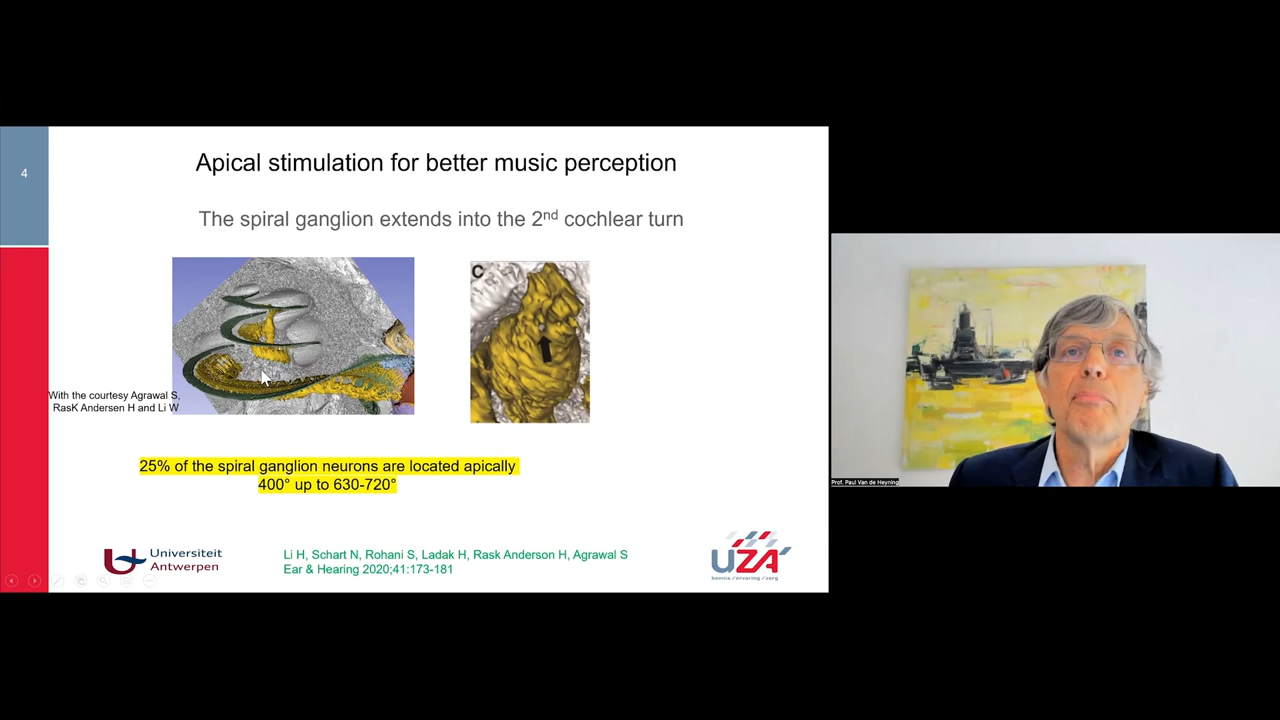 4
Apical stimulation for better music perception
The spiral ganglion extends into the 2nd cochlear turn
C
With the courtesy Agrawal S,
RasK Andersen H and Li W
25% of the spiral ganglion neurons are located apically
400° up to 630-720°
Universiteit
Antwerpen
Li H, Schart N, Rohani S, Ladak H, Rask Anderson H, Agrawal S
Ear & Hearing 2020;41:173-181
UZA
kennis / ervaring / zorg
Prof. Paul Van de Heyning